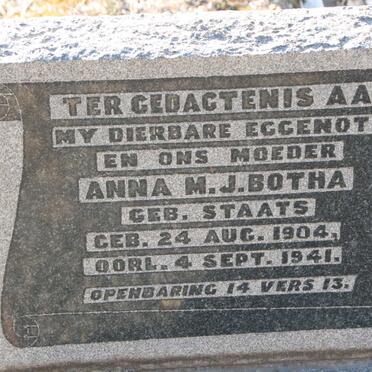 TER GEDACTENIS AA
MY DIERBARE EGGENOT
EN ONS MOEDER
ANNA M.J. BOTHA
GEB. STAATS
GEB. 24 AUG. 1904,
OORL. 4 SEPT. 1941.
OPENBARING 14 VERS 13.